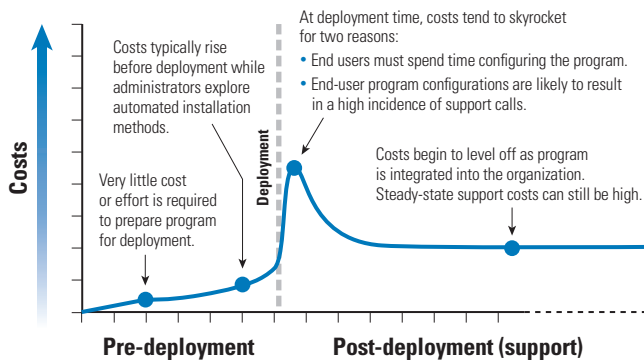 At deployment time, costs tend to skyrocket
for two reasons:
• End users must spend time configuring the program.
• End-user program configurations are likely to result
in a high incidence of support calls.
Costs typically rise
before deployment while
administrators explore
automated installation
methods.
Deployment
Costs begin to level off as program
is integrated into the organization.
Steady-state support costs can still be high.
Very little cost
or effort is required
to prepare program
for deployment.
Costs
Pre-deployment
Post-deployment (support)